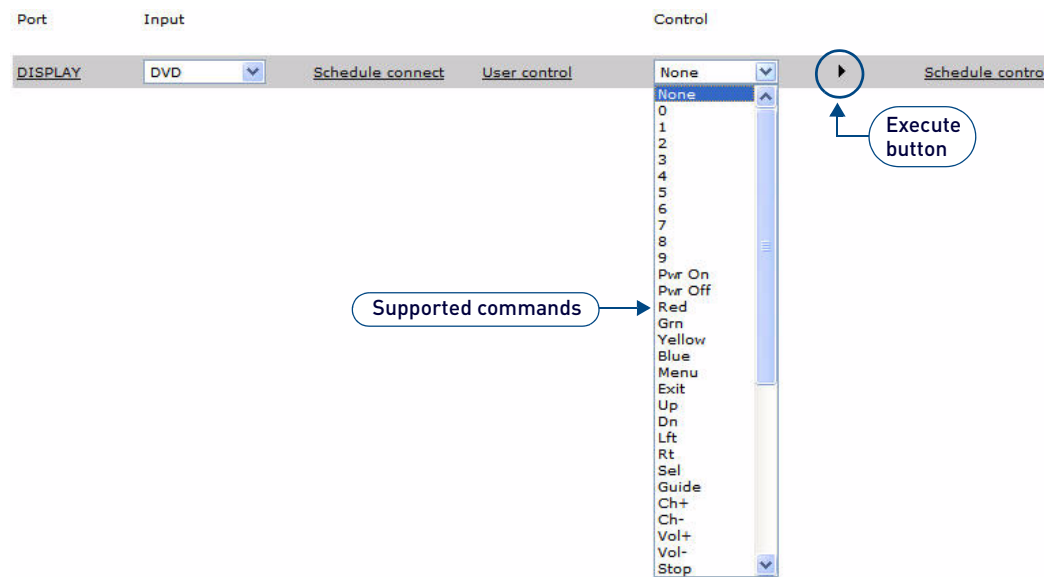 Port Input Control
DISPLAY DVD Schedule connect User control None Schedule contro
None
0
1
2
3
4
5
6
7
8
9
Pwr On
Pwr Off
Red
Grn
Yellow
Blue
Menu
Exit
Up
Dn
Lft
Rt
Sel
Guide
Ch+
Ch-
Vol+
Vol-
Stop
Execute
button
Supported commands